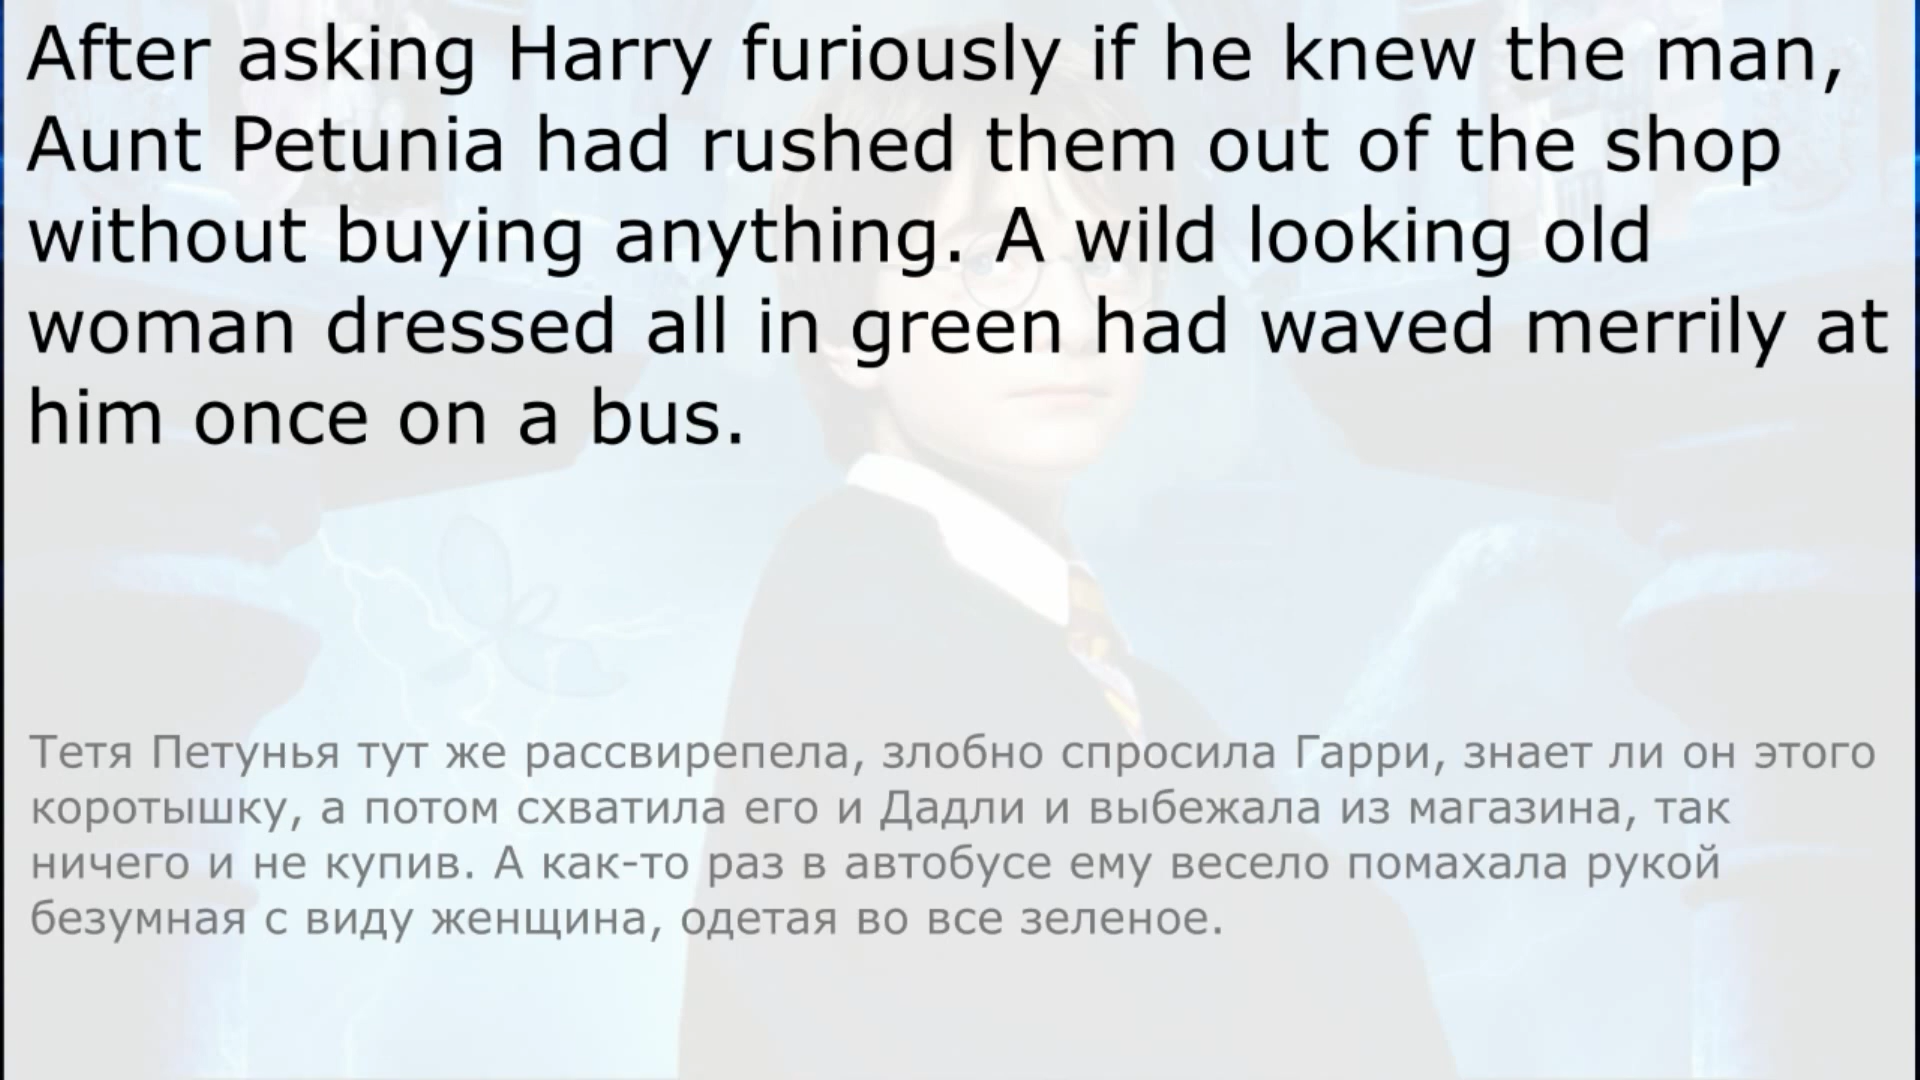 After asking Harry furiously if he knew the man,
Aunt Petunia had rushed them out of the shop
without buying anything. A wild looking old
woman dressed all in green had waved merrily at
him once on a bus.
Тетя Петунья тут же рассвирепела, злобно спросила Гарри, знает ли он этого
коротышку, а потом схватила его и Дадли и выбежала из магазина, так
ничего и не купив. А как-то раз в автобусе ему весело помахала рукой
безумная с виду женщина, одетая во все зеленое.